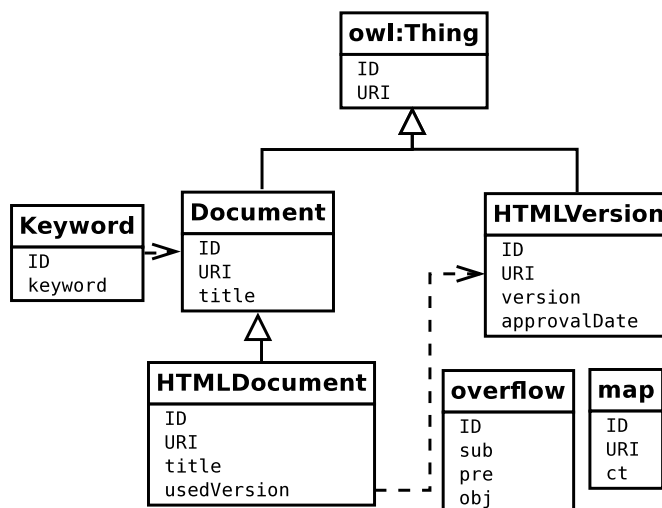 owl:Thing
ID
URI
Keyword
ID
keyword
Document
ID
URI
title
HTMLVersion
ID
URI
version
approvalDate
HTMLDocument
ID
URI
title
usedVersion
overflow
ID
sub
pre
obj
map
ID
URI
ct